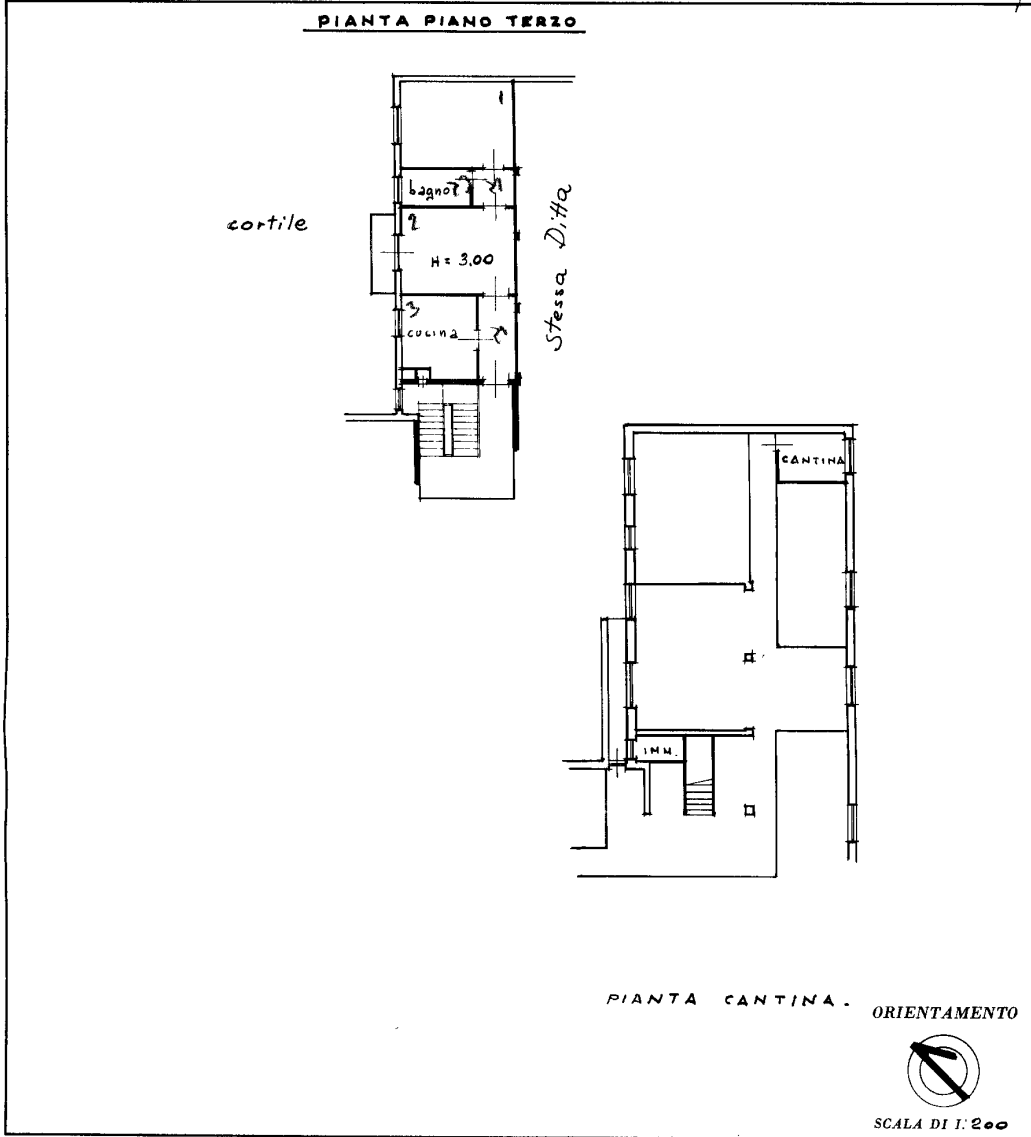 PIANTA PIANO TERZO
1
bagno
cortile
2
H = 3.00
Stessa Ditta
3
cucina
CANTINA
IMM.
PIANTA CANTINA.
ORIENTAMENTO
SCALA DI 1:200